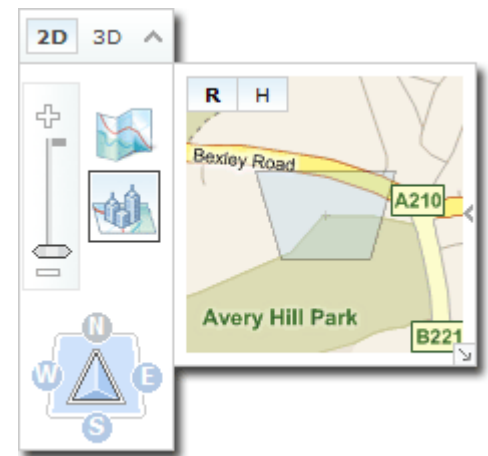 2D 3D
R H
Bexley Road
A210
Avery Hill Park
B221
N
W E
S